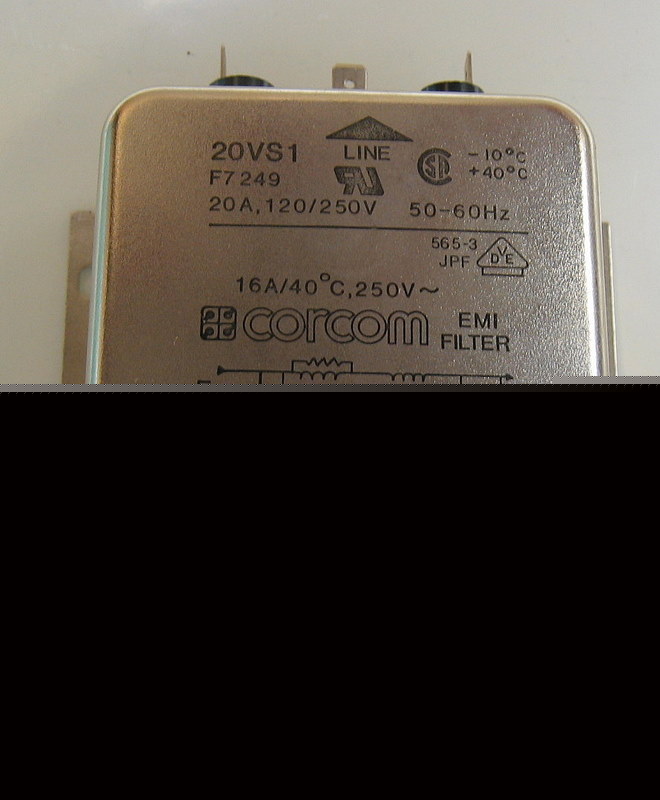 20VS1 LINE -10°C
F7249 +40°C
20A,120/250V 50-60Hz
565-3
JPF VDE
16A/40°C,250V~
corcom EMI
FILTER